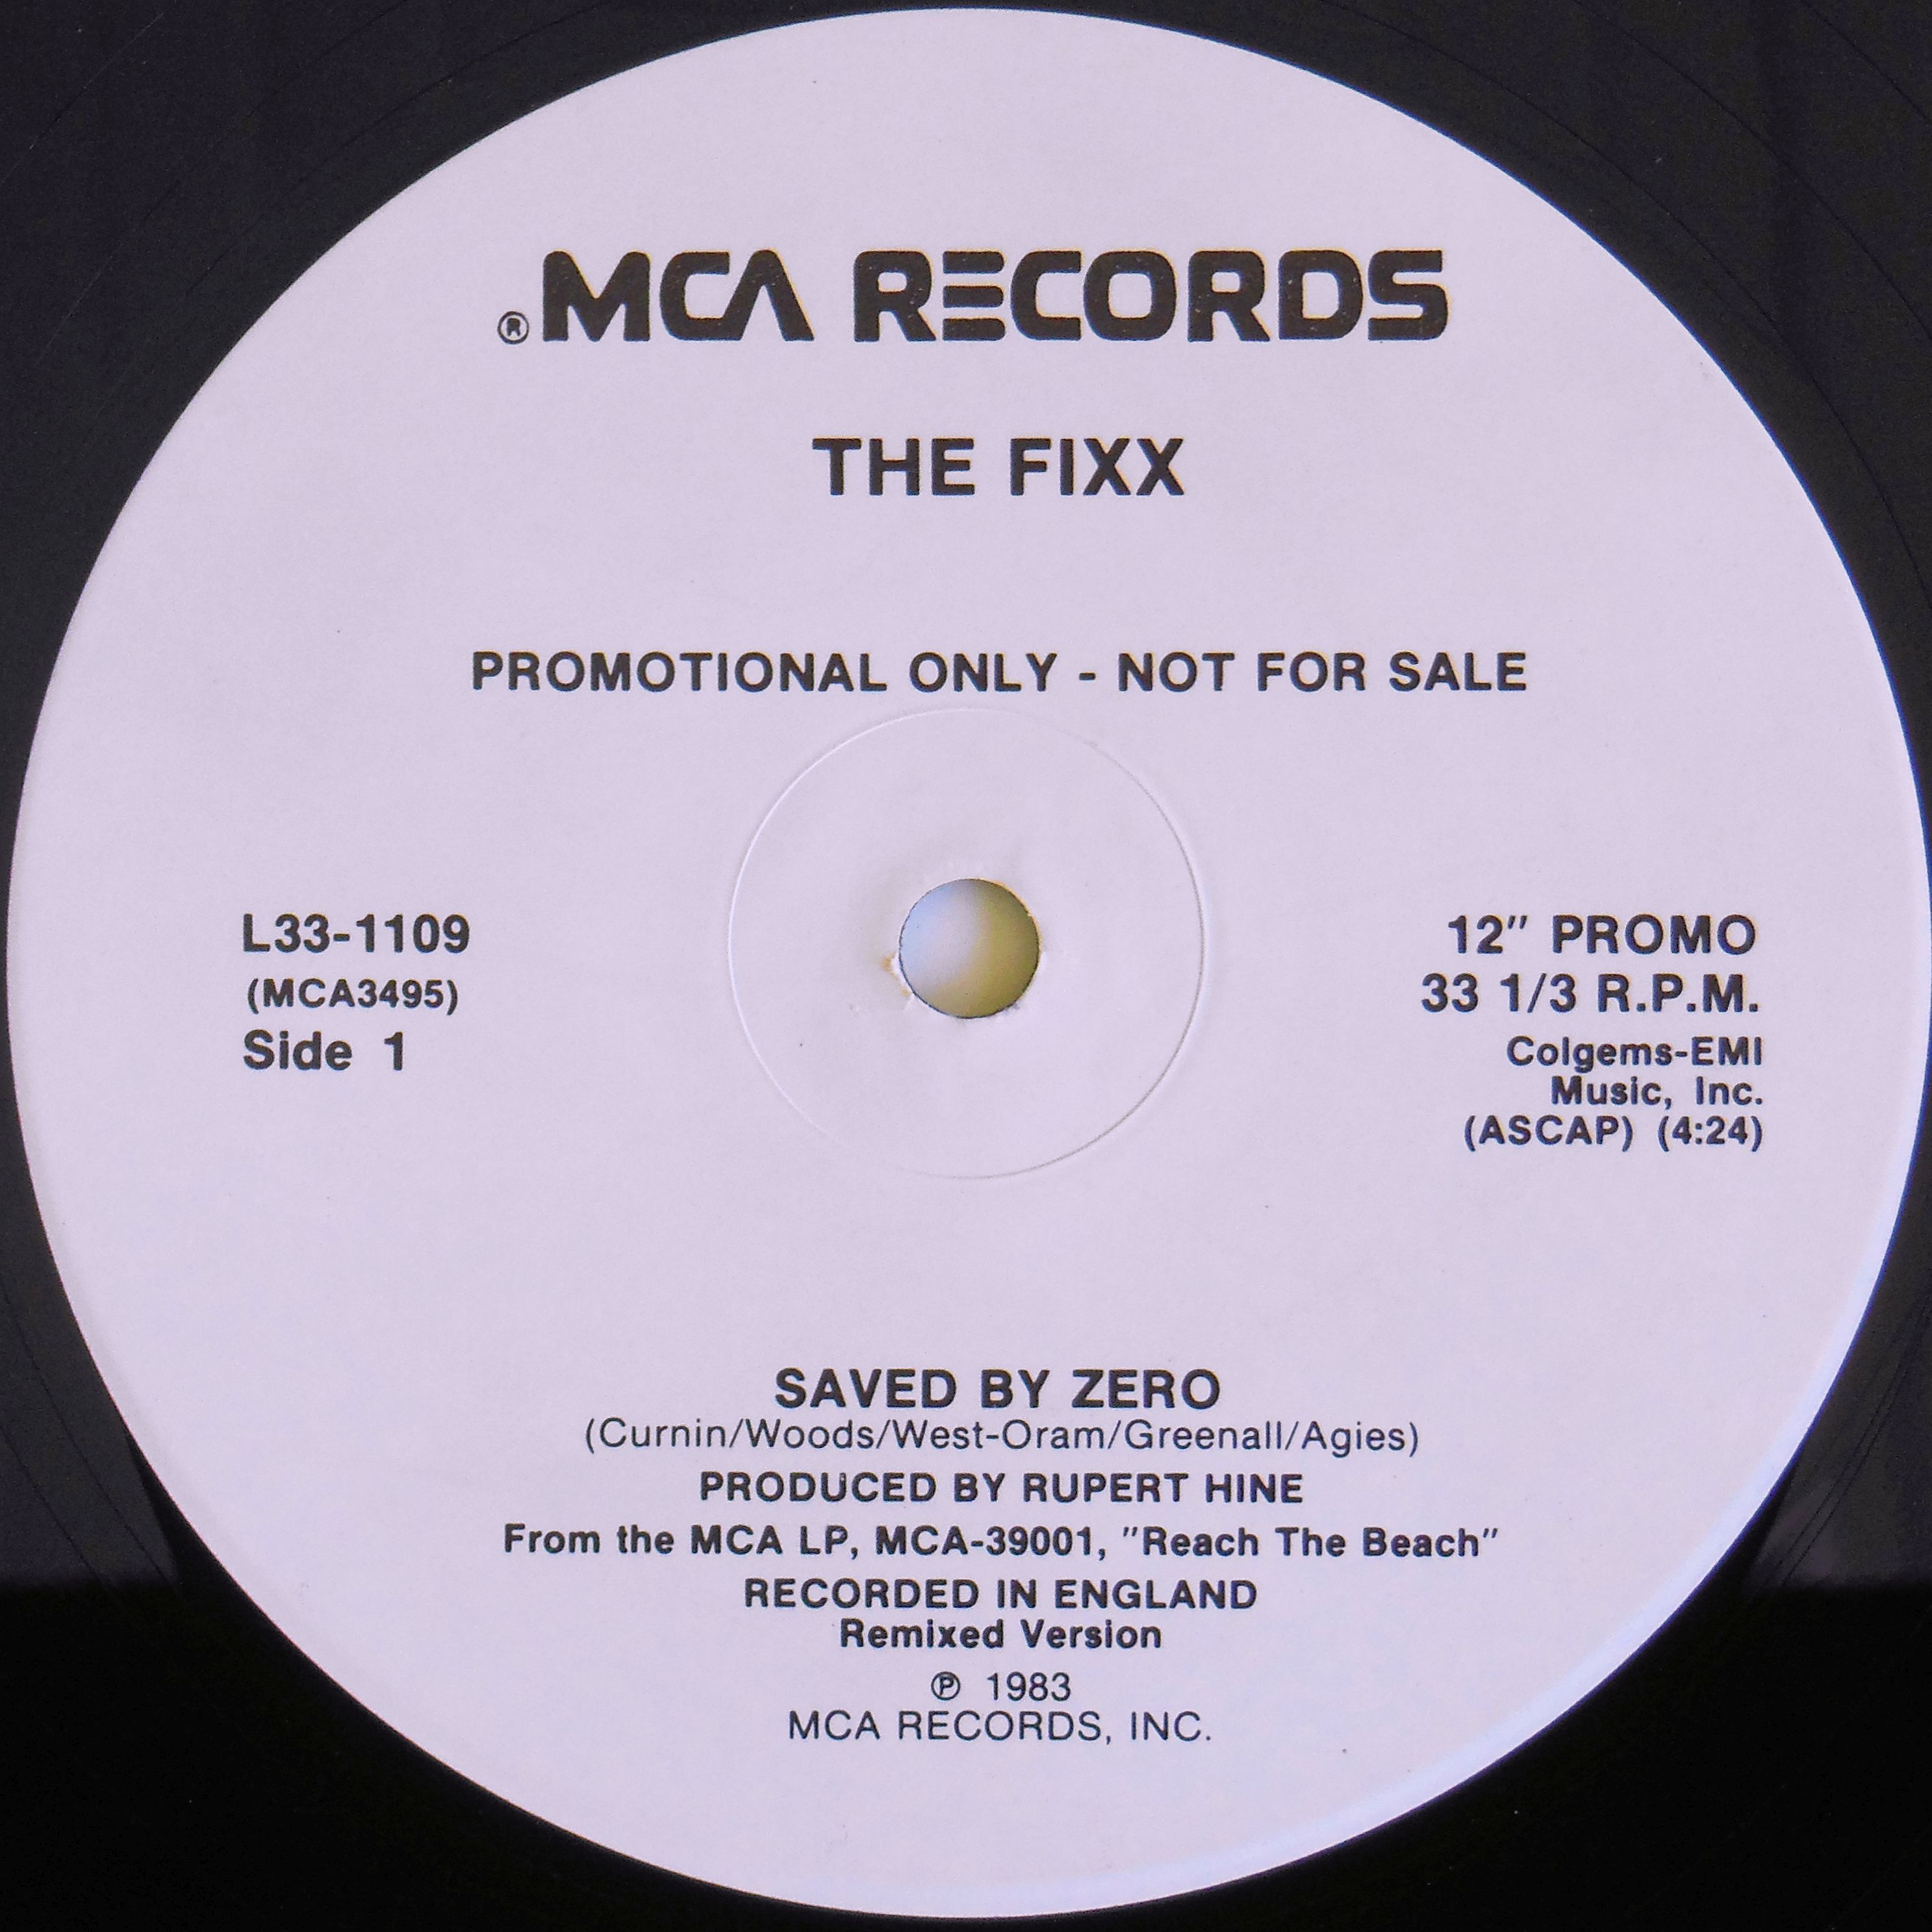 ® MCA RECORDS
THE FIXX
PROMOTIONAL ONLY - NOT FOR SALE
L33-1109
(MCA3495)
Side 1
12" PROMO
33 1/3 R.P.M.
Colgems-EMI
Music, Inc.
(ASCAP) (4:24)
SAVED BY ZERO
(Curnin/Woods/West-Oram/Greenall/Agies)
PRODUCED BY RUPERT HINE
From the MCA LP, MCA-39001, "Reach The Beach"
RECORDED IN ENGLAND
Remixed Version
℗ 1983
MCA RECORDS, INC.